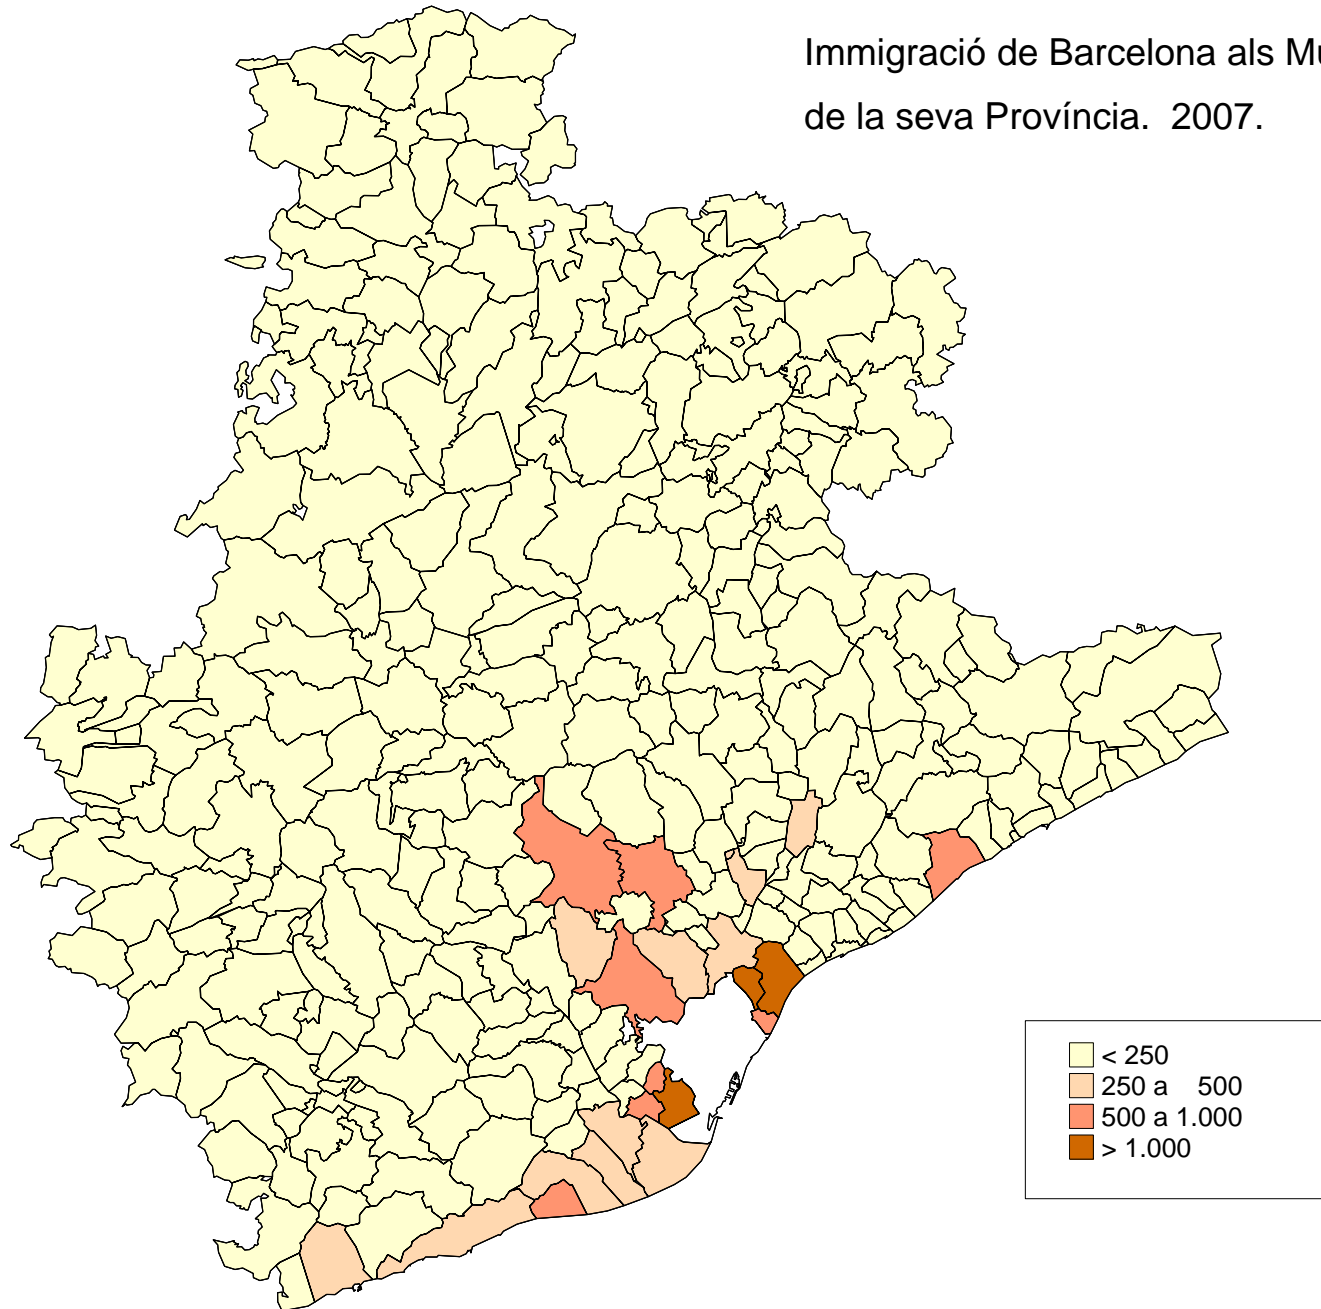 Immigració de Barcelona als
de la seva Província. 2007.
< 250
250 a 500
500 a 1.000
> 1.000